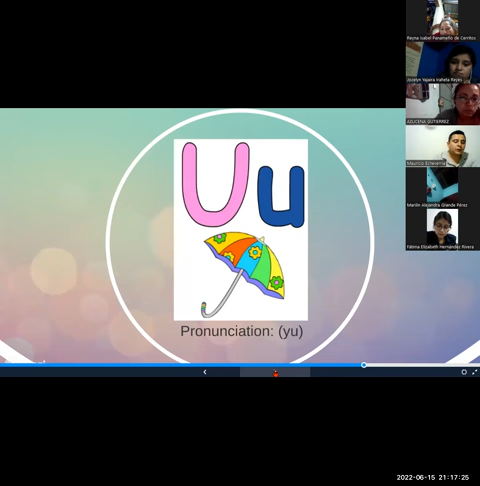 Uu
Pronunciation: (yu)
Reyna Isabel Panameño de Cerritos
Jocelyn Yajaira Iraheta Reyes
AZUCENA GUTIERREZ
Mauricio Echeverria
Marilin Alejandra Grande Pérez
Fátima Elizabeth Hernández Rivera
2022-06-15 21:17:25